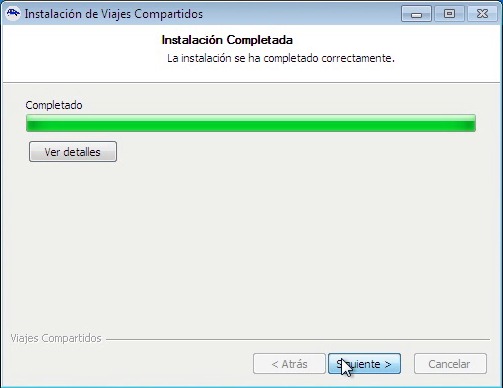 Instalación de Viajes Compartidos
Instalación Completada
La instalación se ha completado correctamente.
Completado
Ver detalles
Viajes Compartidos
< Atrás
Siguiente >
Cancelar